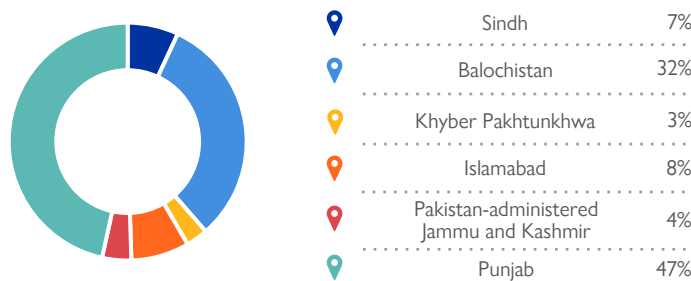 Sindh 7%
Balochistan 32%
Khyber Pakhtunkhwa 3%
Islamabad 8%
Pakistan-administered
Jammu and Kashmir 4%
Punjab 47%